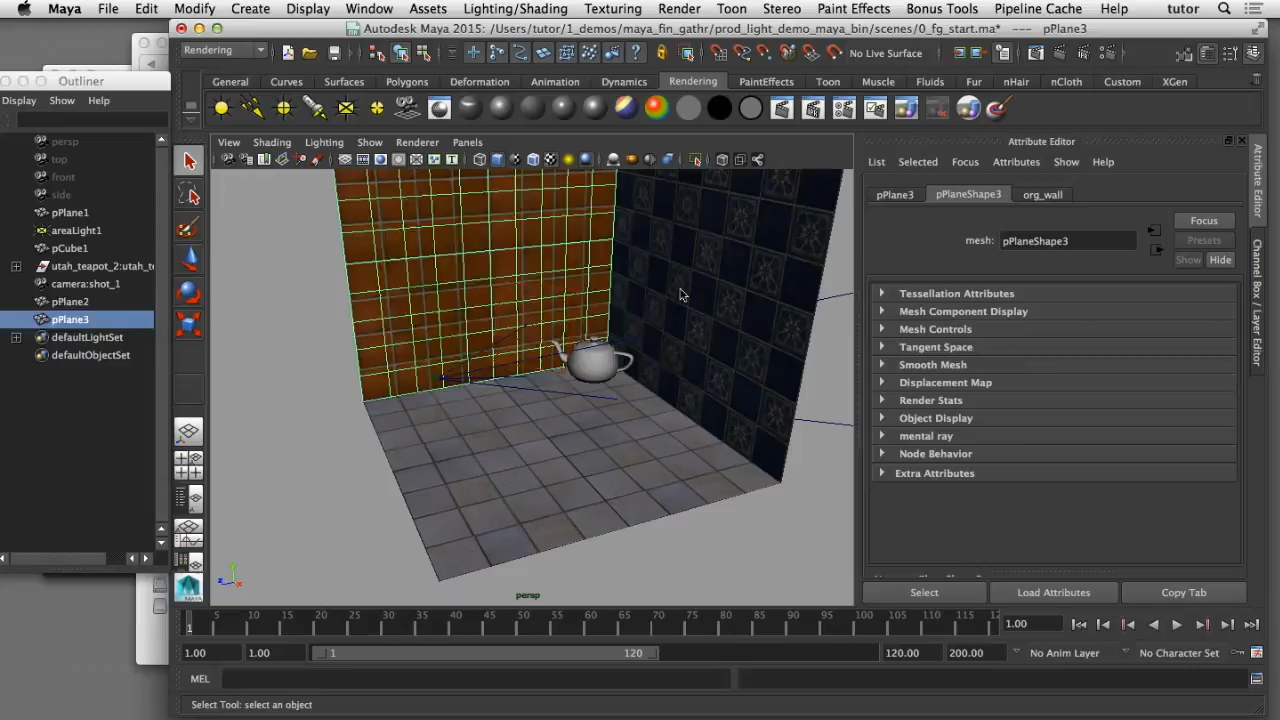 Maya File Edit Modify Create Display Window Assets Lighting/Shading Texturing Render Toon Stereo Paint Effects Bonus Tools Pipeline Cache Help tutor
Autodesk Maya 2015: /Users/tutor/1_demos/maya_fin_gathr/prod_light_demo_maya_bin/scenes/0_fg_start.ma* --- pPlane3
Rendering
No Live Surface
Outliner
Display Show Help
General Curves Surfaces Polygons Deformation Animation Dynamics Rendering PaintEffects Toon Muscle Fluids Fur nHair nCloth Custom XGen
View Shading Lighting Show Renderer Panels
persp
top
front
side
pPlane1
areaLight1
pCube1
utah_teapot_2:utah_t
camera:shot_1
pPlane2
pPlane3
defaultLightSet
defaultObjectSet
persp
Attribute Editor
List Selected Focus Attributes Show Help
pPlane3 pPlaneShape3 org_wall
mesh: pPlaneShape3
Focus
Presets
Show Hide
Tessellation Attributes
Mesh Component Display
Mesh Controls
Tangent Space
Smooth Mesh
Displacement Map
Render Stats
Object Display
mental ray
Node Behavior
Extra Attributes
Select Load Attributes Copy Tab
Attribute Editor
Channel Box / Layer Editor
MAYA
1 5 10 15 20 25 30 35 40 45 50 55 60 65 70 75 80 85 90 95 100 105 110 115 12
1.00
1.00 1.00 1 120 120.00 200.00 No Anim Layer No Character Set
MEL
Select Tool: select an object